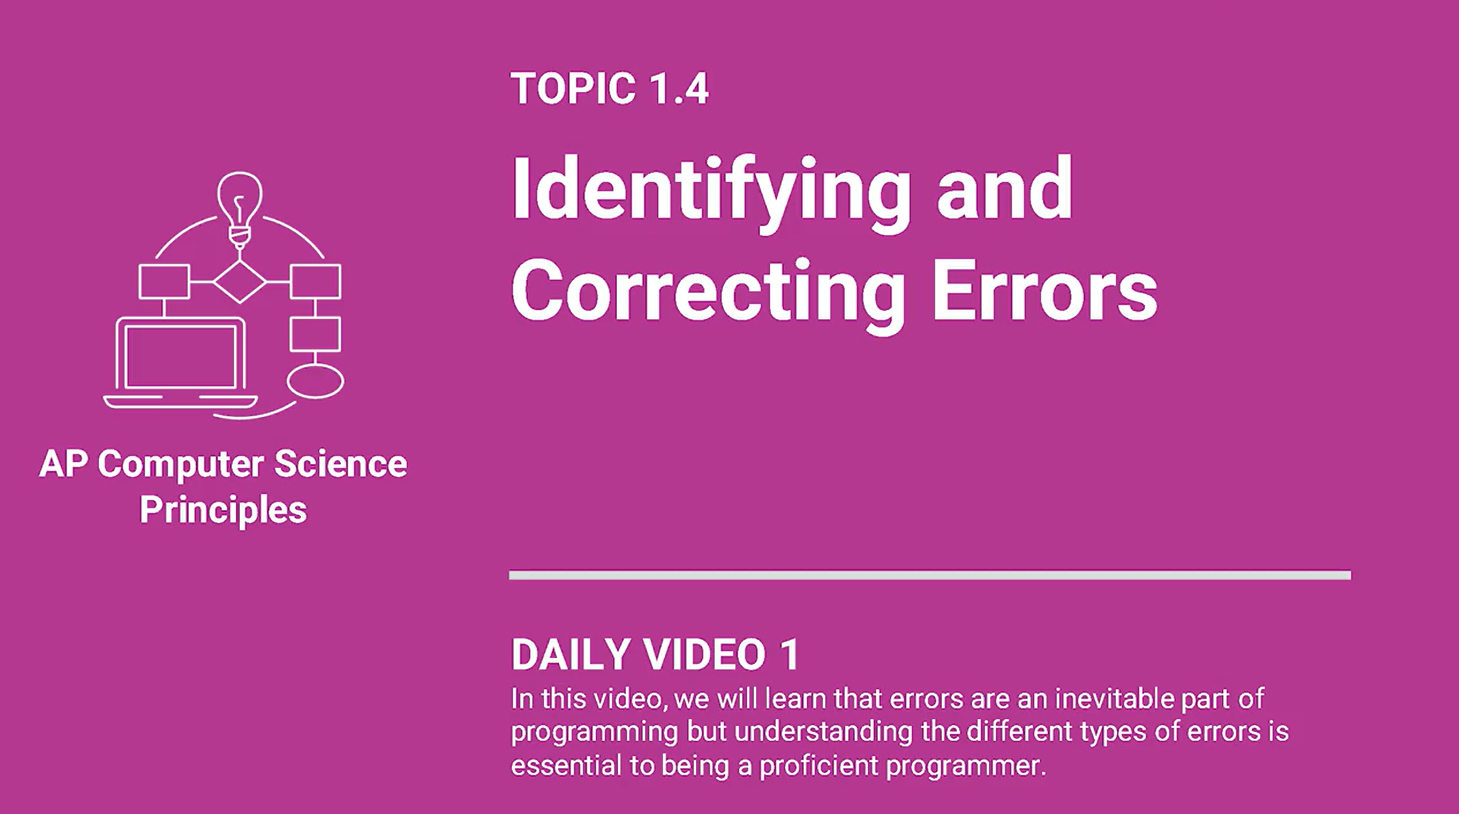 TOPIC 1.4
Identifying and
Correcting Errors
AP Computer Science
Principles
DAILY VIDEO 1
In this video, we will learn that errors are an inevitable part of
programming but understanding the different types of errors is
essential to being a proficient programmer.